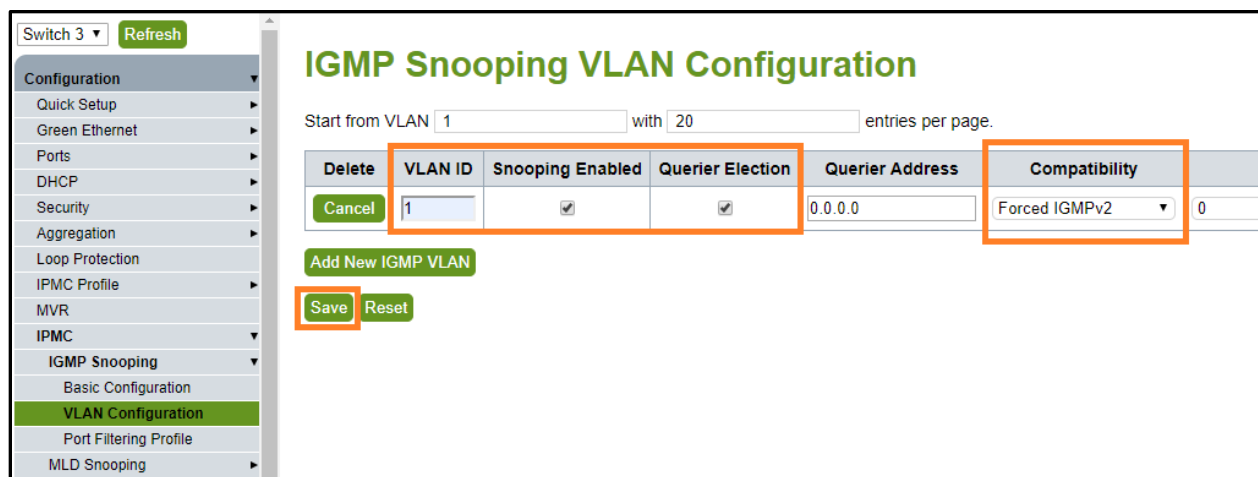 Switch 3 Refresh
Configuration
Quick Setup
Green Ethernet
Ports
DHCP
Security
Aggregation
Loop Protection
IPMC Profile
MVR
IPMC
IGMP Snooping
Basic Configuration
VLAN Configuration
Port Filtering Profile
MLD Snooping
IGMP Snooping VLAN Configuration
Start from VLAN 1 with 20 entries per page.
Delete VLAN ID Snooping Enabled Querier Election Querier Address Compatibility
Cancel 1 0.0.0.0 Forced IGMPv2 0
Add New IGMP VLAN
Save Reset